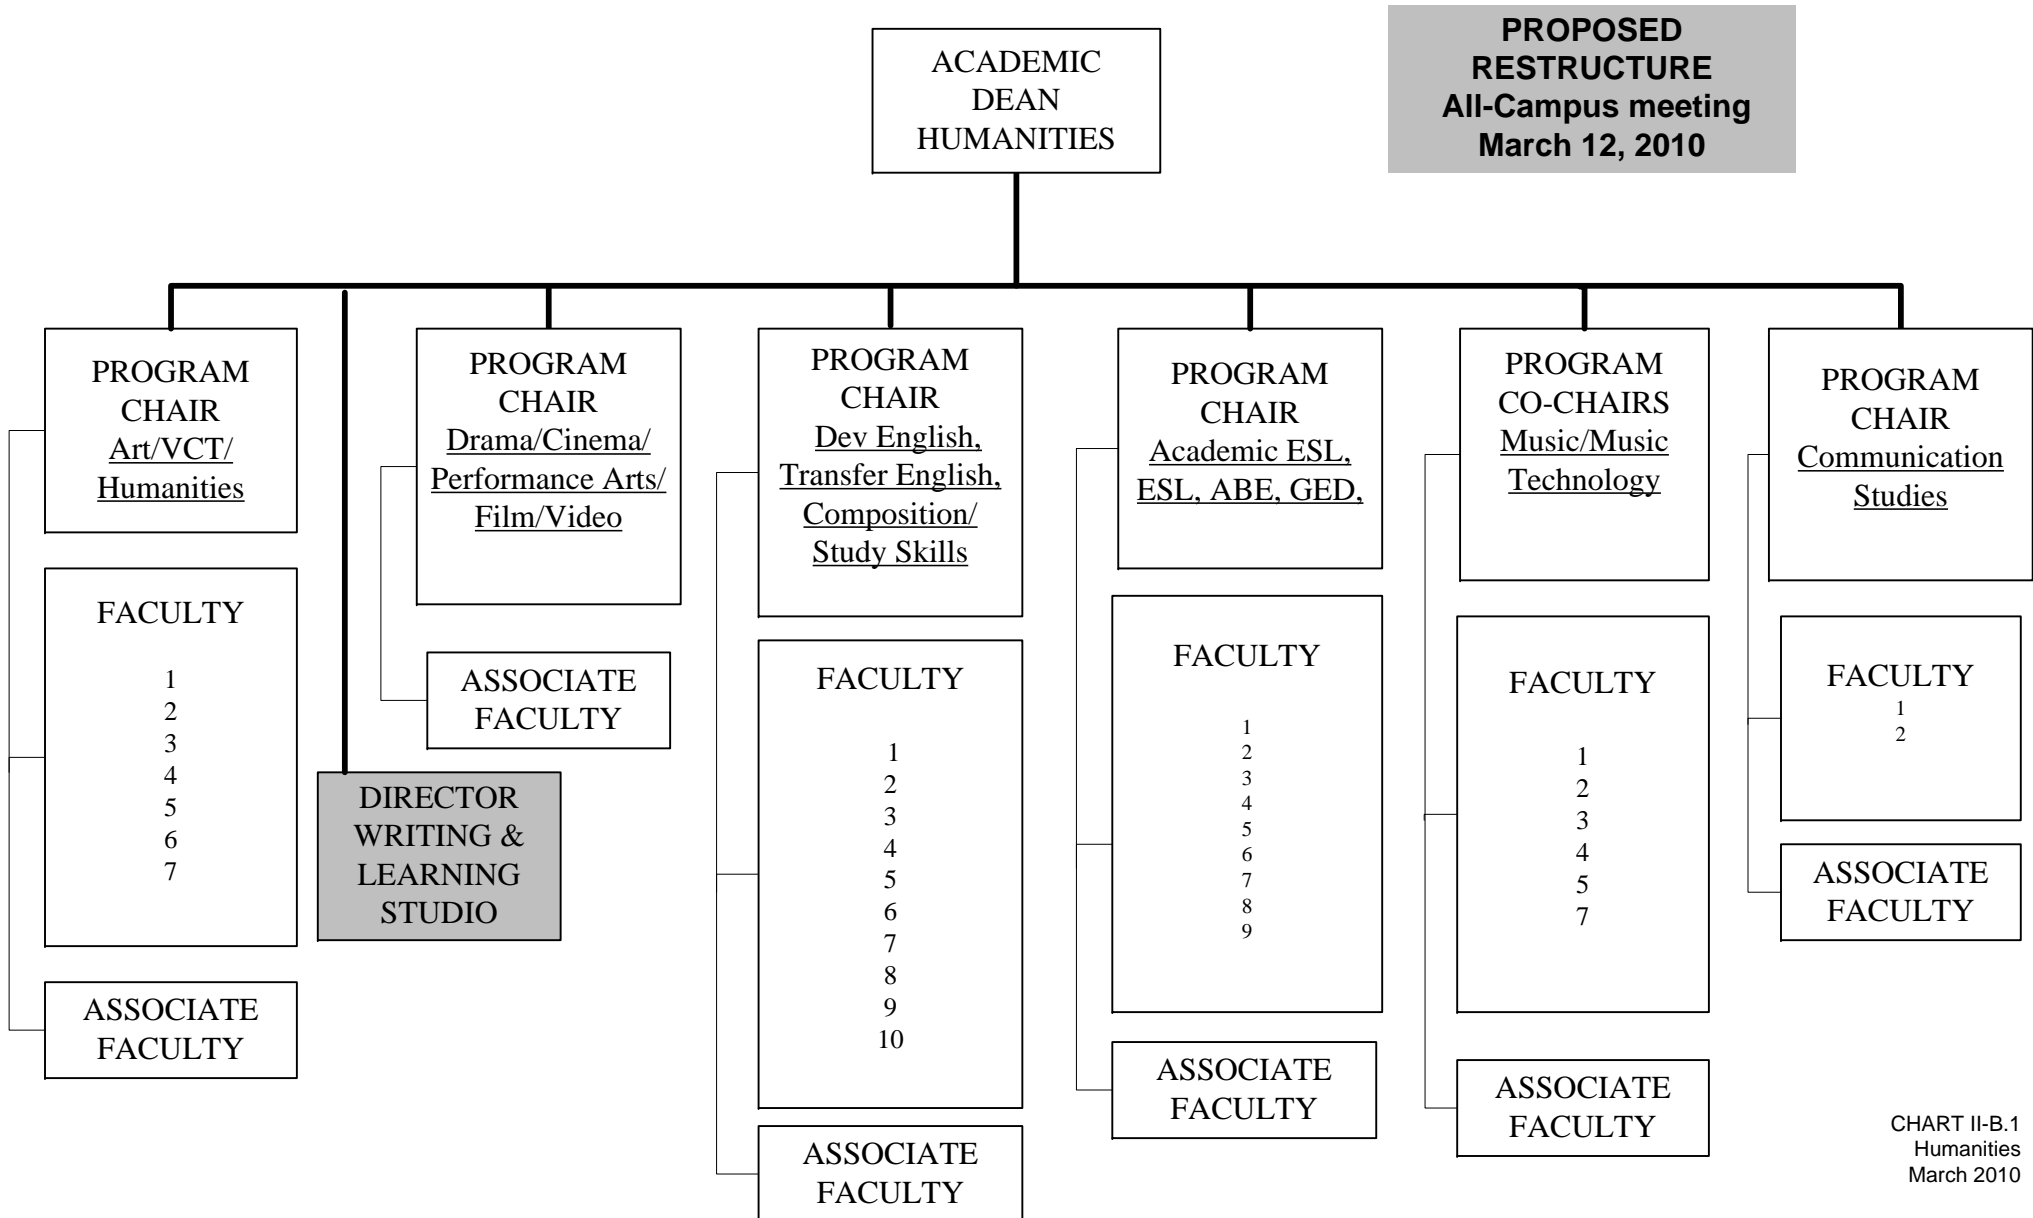 ACADEMIC
DEAN
HUMANITIES
PROPOSED
RESTRUCTURE
All-Campus meeting
March 12, 2010
PROGRAM
CHAIR
Art/VCT/
Humanities
FACULTY
1
2
3
4
5
6
7
ASSOCIATE
FACULTY
DIRECTOR
WRITING &
LEARNING
STUDIO
PROGRAM
CHAIR
Drama/Cinema/
Performance Arts/
Film/Video
ASSOCIATE
FACULTY
PROGRAM
CHAIR
Dev English,
Transfer English,
Composition/
Study Skills
FACULTY
1
2
3
4
5
6
7
8
9
10
ASSOCIATE
FACULTY
PROGRAM
CHAIR
Academic ESL,
ESL, ABE, GED,
FACULTY
1
2
3
4
5
6
7
8
9
ASSOCIATE
FACULTY
PROGRAM
CO-CHAIRS
Music/Music
Technology
FACULTY
1
2
3
4
5
7
ASSOCIATE
FACULTY
PROGRAM
CHAIR
Communication
Studies
FACULTY
1
2
ASSOCIATE
FACULTY
CHART II-B.1
Humanities
March 2010